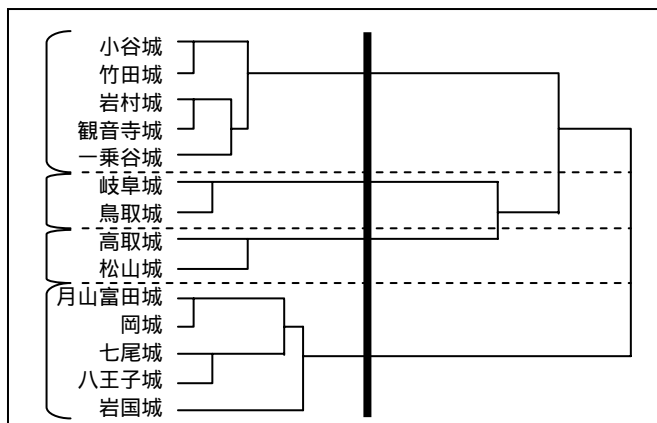 小谷城
竹田城
岩村城
観音寺城
一乗谷城
岐阜城
鳥取城
高取城
松山城
月山富田城
岡城
七尾城
八王子城
岩国城